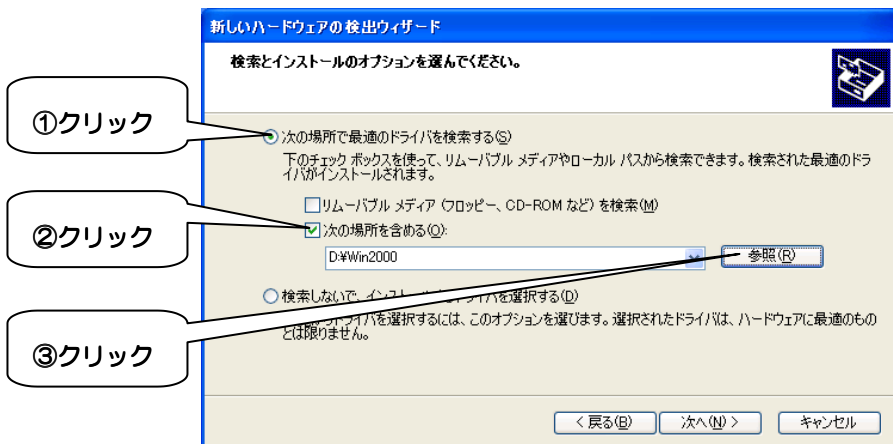 新しいハードウェアの検出ウィザード
検索とインストールのオプションを選んでください。
①クリック
次の場所で最適のドライバを検索する(S)
下のチェック ボックスを使って、リムーバブル メディアやローカル パスから検索できます。検索された最適のドラ
イバがインストールされます。
リムーバブル メディア (フロッピー、CD-ROM など) を検索(M)
②クリック
次の場所を含める(O):
D:¥Win2000
参照(R)
検索しないで、インストールするドライバを選択する(D)
ドライバを選択するには、このオプションを選びます。選択されたドライバは、ハードウェアに最適のもの
とは限りません。
③クリック
< 戻る(B)
次へ(N) >
キャンセル